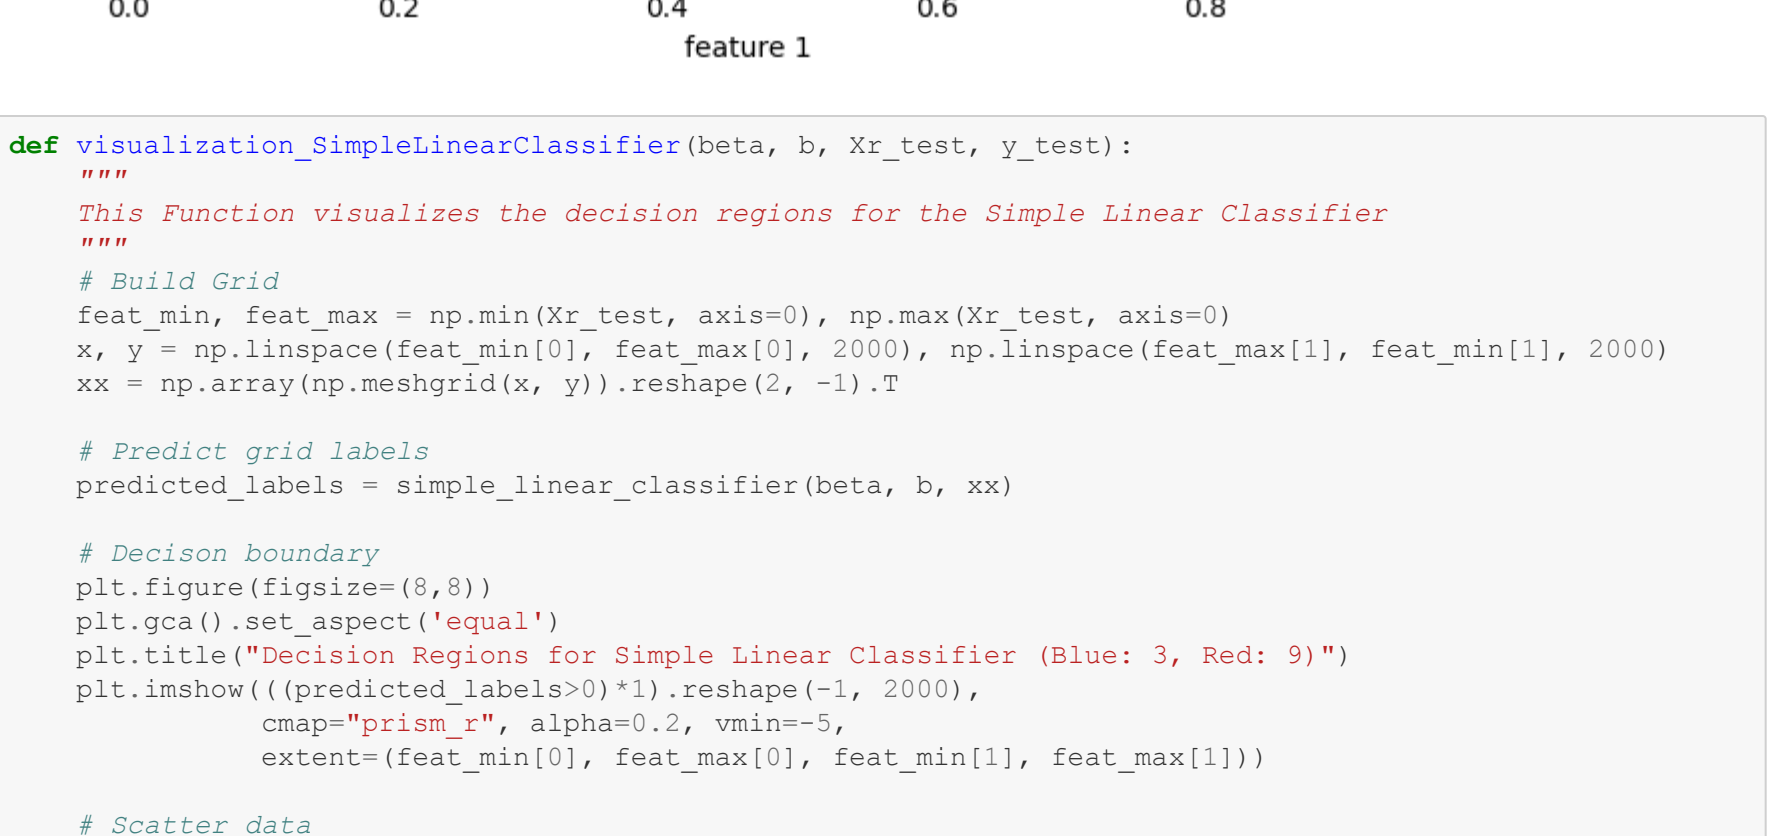 0.0 0.2 0.4 0.6 0.8
feature 1
def visualization_SimpleLinearClassifier(beta, b, Xr_test, y_test):
    """
    This Function visualizes the decision regions for the Simple Linear Classifier
    """
    # Build Grid
    feat_min, feat_max = np.min(Xr_test, axis=0), np.max(Xr_test, axis=0)
    x, y = np.linspace(feat_min[0], feat_max[0], 2000), np.linspace(feat_max[1], feat_min[1], 2000)
    xx = np.array(np.meshgrid(x, y)).reshape(2, -1).T

    # Predict grid labels
    predicted_labels = simple_linear_classifier(beta, b, xx)

    # Decison boundary
    plt.figure(figsize=(8,8))
    plt.gca().set_aspect('equal')
    plt.title("Decision Regions for Simple Linear Classifier (Blue: 3, Red: 9)")
    plt.imshow(((predicted_labels>0)*1).reshape(-1, 2000),
               cmap="prism_r", alpha=0.2, vmin=-5,
               extent=(feat_min[0], feat_max[0], feat_min[1], feat_max[1]))

    # Scatter data